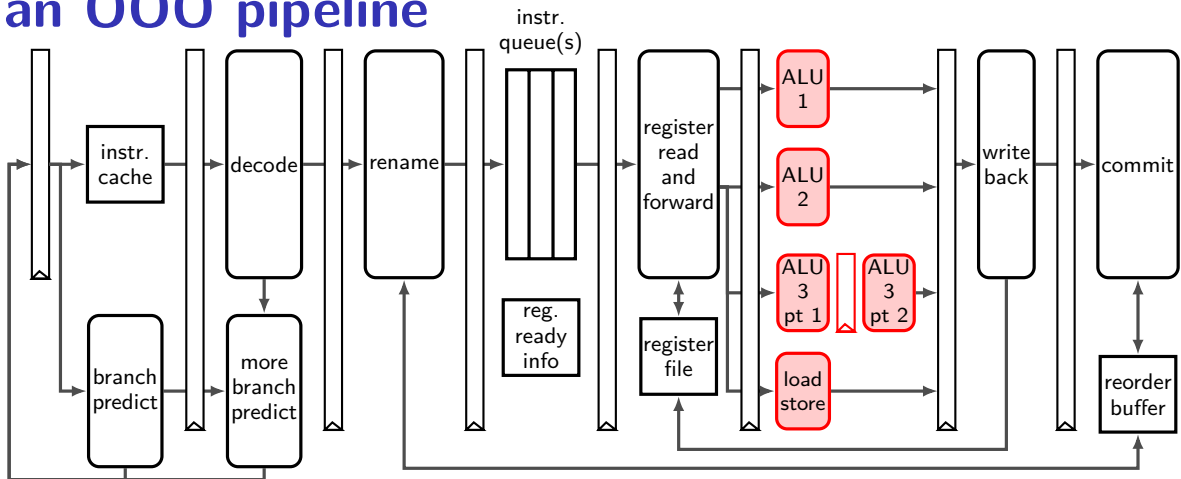 an OOO pipeline
instr.
queue(s)
instr.
cache
decode
rename
register
read
and
forward
ALU
1
ALU
2
ALU
3
pt 1
ALU
3
pt 2
load
store
write
back
commit
branch
predict
more
branch
predict
reg.
ready
info
register
file
reorder
buffer